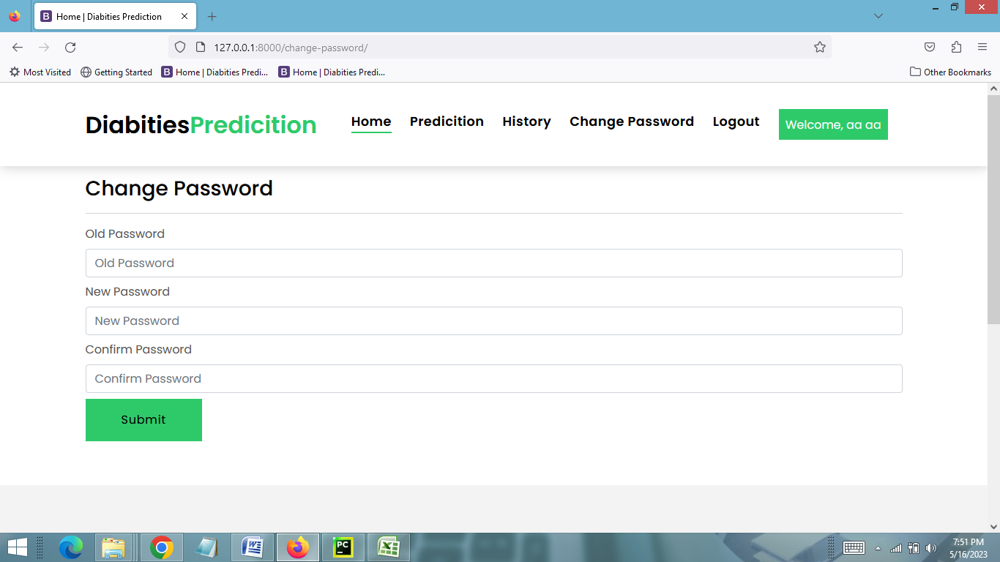 Home | Diabities Prediction
127.0.0.1:8000/change-password/
Most Visited Getting Started Home | Diabities Predi... Home | Diabities Predi... Other Bookmarks
DiabitiesPredicition Home Predicition History Change Password Logout Welcome, aa aa
Change Password
Old Password
Old Password
New Password
New Password
Confirm Password
Confirm Password
Submit
7:51 PM
5/16/2023